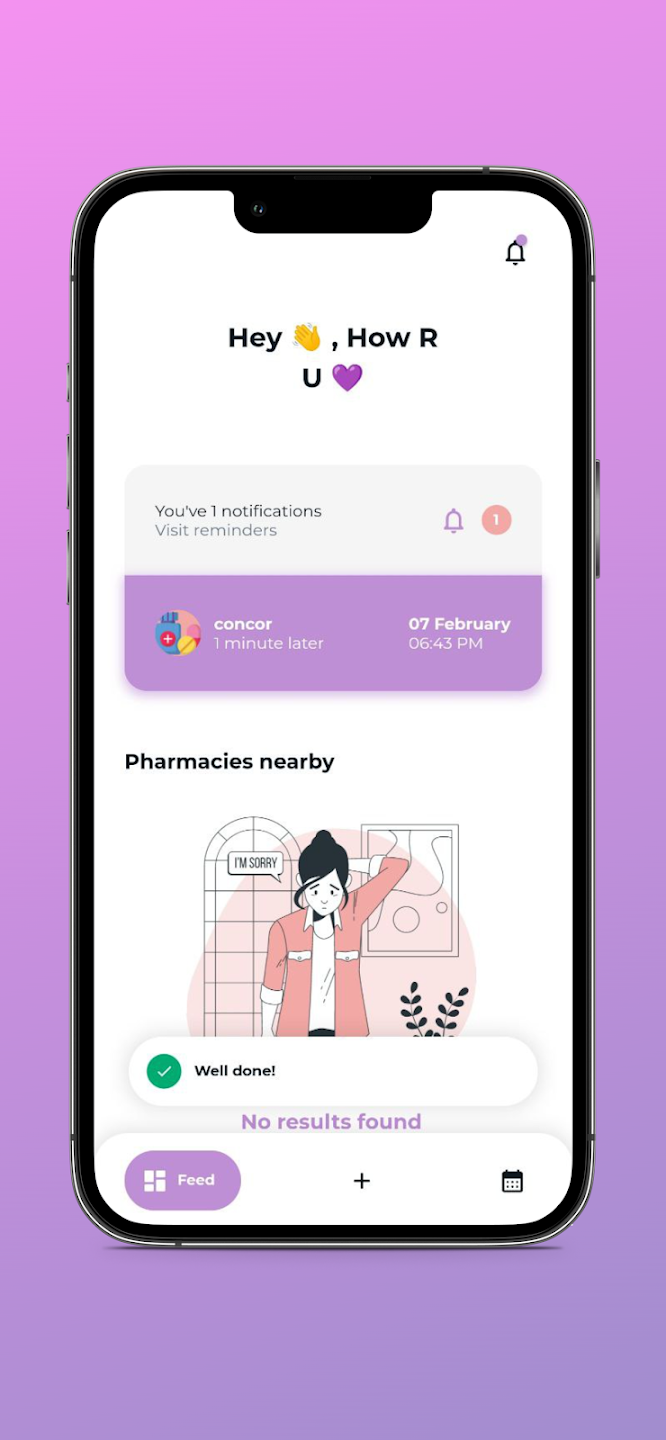 Hey 👋 , How R
U 💜
You've 1 notifications
Visit reminders
1
concor
1 minute later
07 February
06:43 PM
Pharmacies nearby
I'M SORRY
Well done!
No results found
Feed